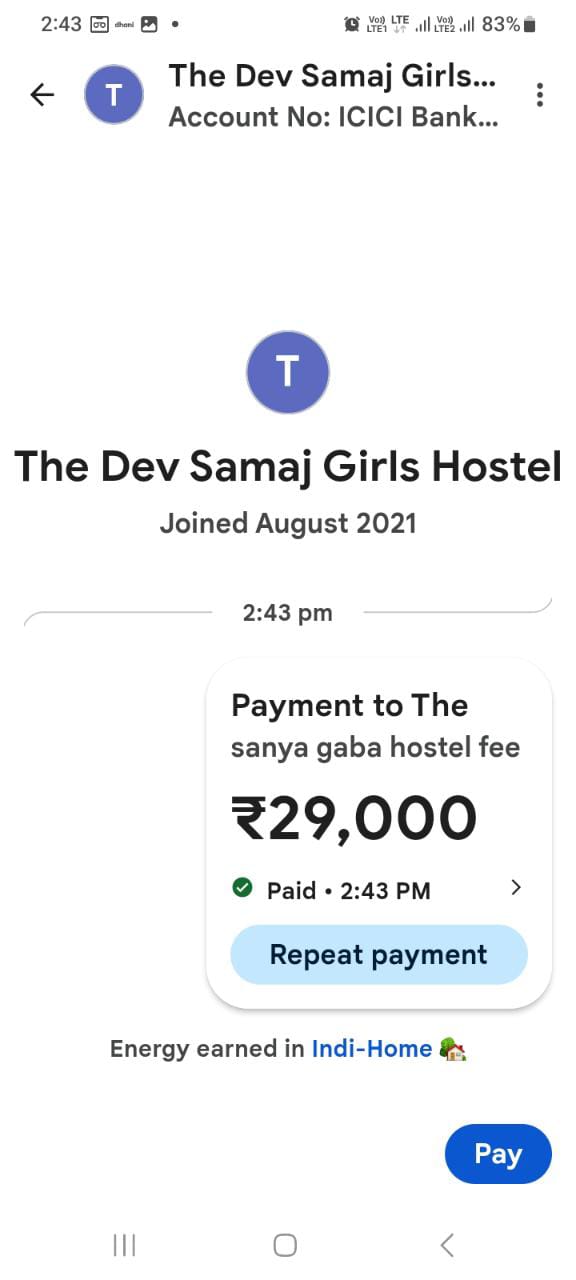 2:43 dhani Vo)) LTE1 LTE Vo)) LTE2 83%
T The Dev Samaj Girls...
Account No: ICICI Bank...
T
The Dev Samaj Girls Hostel
Joined August 2021
2:43 pm
Payment to The
sanya gaba hostel fee
₹29,000
Paid • 2:43 PM
Repeat payment
Energy earned in Indi-Home
Pay